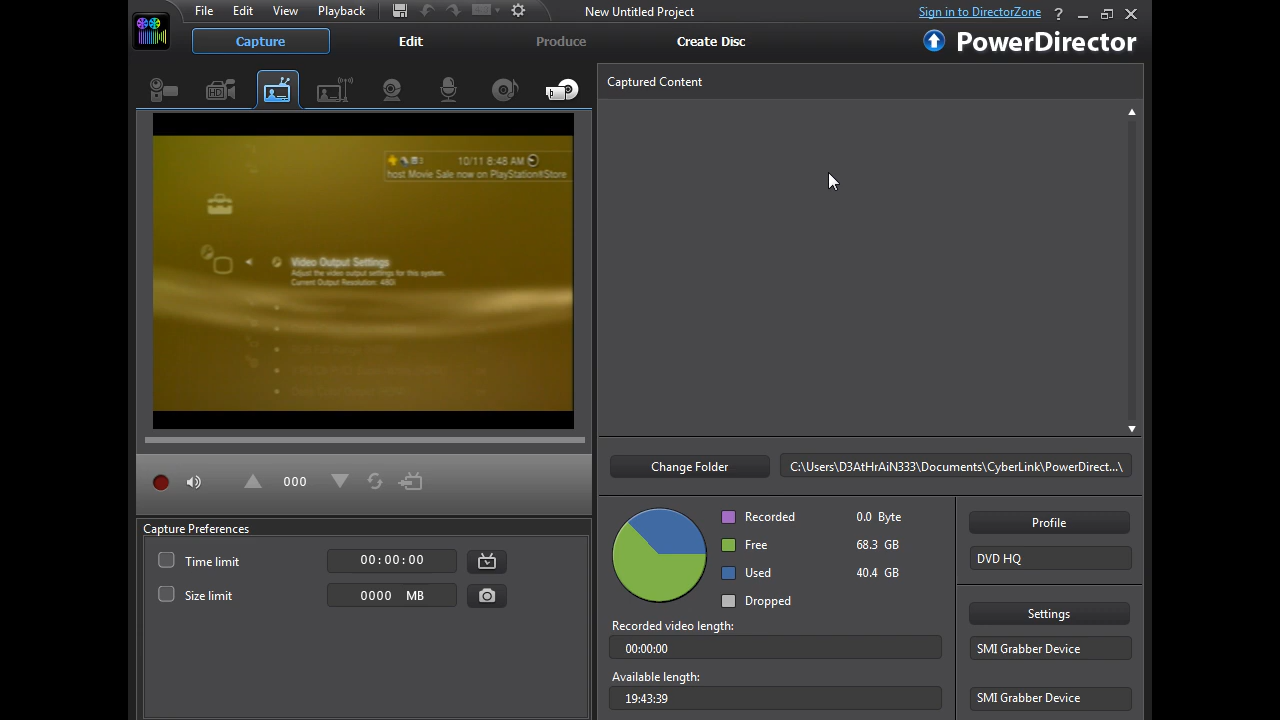 File Edit View Playback New Untitled Project Sign in to DirectorZone ?
Capture Edit Produce Create Disc PowerDirector
HD
Captured Content
10/11 8:48 AM
host Movie Sale now on PlayStation®Store
Video Output Settings
Adjust the video output settings for this system.
Current Output Resolution: 480i
000
Change Folder C:\Users\D3AtHrAiN333\Documents\CyberLink\PowerDirect...\
Capture Preferences
Time limit 00:00:00
Size limit 0000 MB
Recorded 0.0 Byte
Free 68.3 GB
Used 40.4 GB
Dropped
Recorded video length:
00:00:00
Available length:
19:43:39
Profile
DVD HQ
Settings
SMI Grabber Device
SMI Grabber Device